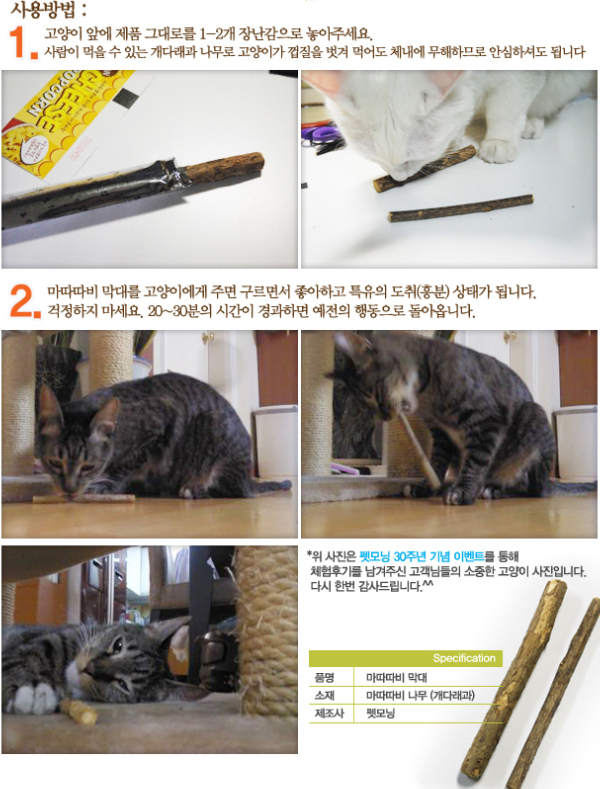 사용방법 :
1. 고양이 앞에 제품 그대로를 1-2개 장난감으로 놓아주세요.
사람이 먹을 수 있는 개다래과 나무로 고양이가 껍질을 벗겨 먹어도 체내에 무해하므로 안심하셔도 됩니다
CHEESE
POPCORN
2. 마따따비 막대를 고양이에게 주면 구르면서 좋아하고 특유의 도취(흥분) 상태가 됩니다.
걱정하지 마세요. 20~30분의 시간이 경과하면 예전의 행동으로 돌아옵니다.
*위 사진은 펫모닝 30주년 기념 이벤트를 통해
체험후기를 남겨주신 고객님들의 소중한 고양이 사진입니다.
다시 한번 감사드립니다.^^
Specification
품명 마따따비 막대
소재 마따따비 나무 (개다래과)
제조사 펫모닝